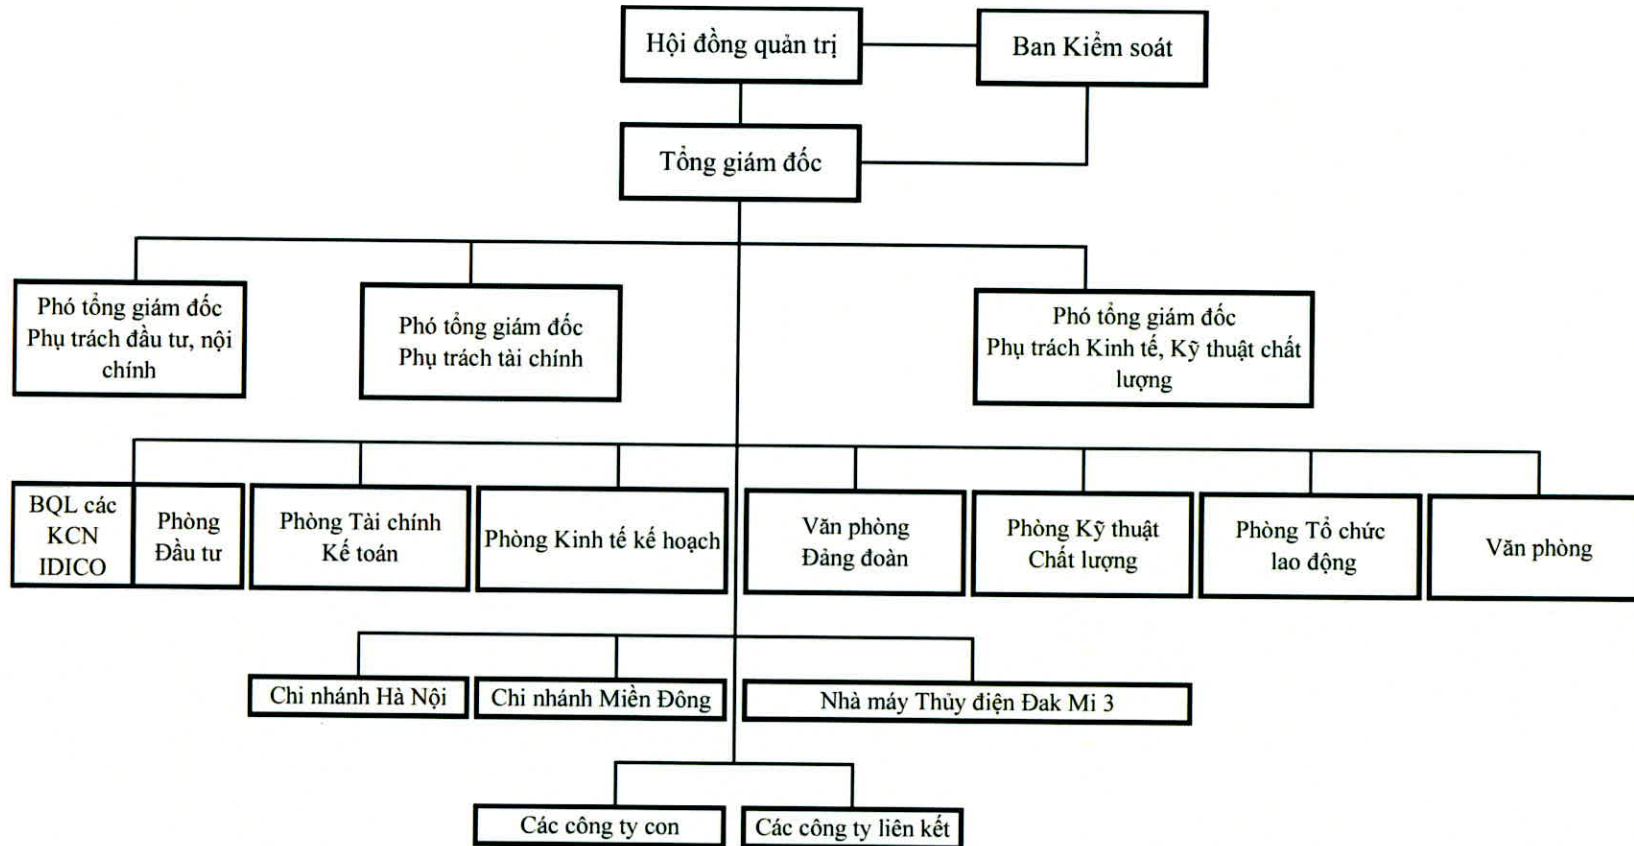 Hội đồng quản trị
Ban Kiểm soát
Tổng giám đốc
Phó tổng giám đốc
Phụ trách đầu tư, nội
chính
Phó tổng giám đốc
Phụ trách tài chính
Phó tổng giám đốc
Phụ trách Kinh tế, Kỹ thuật chất
lượng
BQL các
KCN
IDICO
Phòng
Đầu tư
Phòng Tài chính
Kế toán
Phòng Kinh tế kế hoạch
Văn phòng
Đảng đoàn
Phòng Kỹ thuật
Chất lượng
Phòng Tổ chức
lao động
Văn phòng
Chi nhánh Hà Nội
Chi nhánh Miền Đông
Nhà máy Thủy điện Đak Mi 3
Các công ty con
Các công ty liên kết